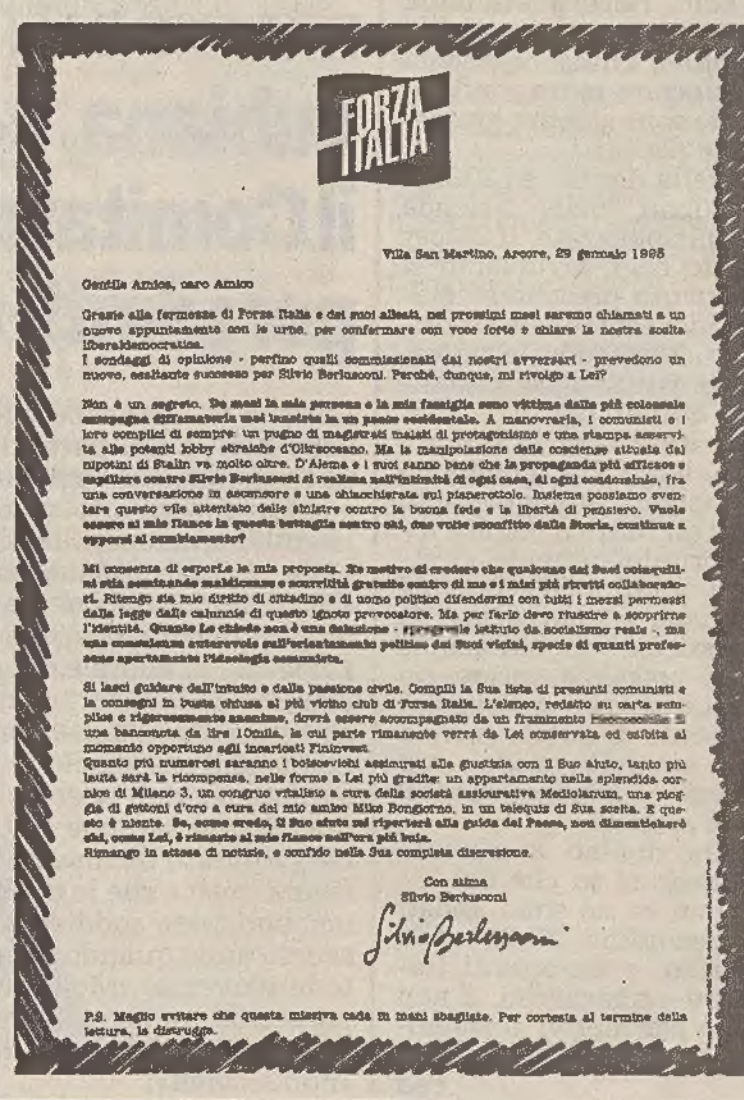 FORZA
ITALIA
Villa San Martino, Arcore, 29 gennaio 1995
Gentile Amica, caro Amico
Grazie alla fermezza di Forza Italia e dei suoi alleati, nei prossimi mesi saremo chiamati a un
nuovo appuntamento con le urne, per confermare con voce forte e chiara la nostra scelta
liberaldemocratica.
I sondaggi di opinione - perfino quelli commissionati dai nostri avversari - prevedono un
nuovo, esaltante successo per Silvio Berlusconi. Perché, dunque, mi rivolgo a Lei?
Non è un segreto. Da mesi la mia persona e la mia famiglia sono vittime della più colossale
campagna diffamatoria mai lanciata in un paese occidentale. A manovrarla, i comunisti e i
loro complici di sempre: un pugno di magistrati malati di protagonismo e una stampa asservi-
ta alle potenti lobby ebraiche d'Oltreoceano. Ma la manipolazione delle coscienze attuata dai
nipotini di Stalin va molto oltre. D'Alema e i suoi sanno bene che la propaganda più efficace e
capillare contro Silvio Berlusconi si realizza nell'intimità di ogni casa, di ogni condominio, fra
una conversazione in ascensore e una chiacchierata sul pianerottolo. Insieme possiamo sven-
tare questo vile attentato delle sinistre contro la buona fede e la libertà di pensiero. Vuole
essere al mio fianco in questa battaglia contro chi, due volte sconfitto dalla Storia, continua a
opporsi al cambiamento?
Mi consenta di esporLe la mia proposta. Ho motivo di credere che qualcuno dei Suoi coinquili-
ni stia seminando maldicenze e scurrilità gratuite contro di me e i miei più stretti collaborato-
ri. Ritengo sia mio diritto di cittadino e di uomo politico difendermi con tutti i mezzi permessi
dalla legge dalle calunnie di questo ignoto provocatore. Ma per farlo devo riuscire a scoprirne
l'identità. Quanto Le chiedo non è una delazione - spregevole istituto da socialismo reale -, ma
una consulenza autorevole sull'orientamento politico dei Suoi vicini, specie di quanti profes-
sano apertamente l'ideologia comunista.
Si lasci guidare dall'intuito e dalla passione civile. Compili la Sua lista di presunti comunisti e
la consegni in busta chiusa al più vicino club di Forza Italia. L'elenco, redatto su carta sem-
plice e rigorosamente anonimo, dovrà essere accompagnato da un frammento di
una banconota da lire 10mila, la cui parte rimanente verrà da Lei conservata ed esibita al
momento opportuno agli incaricati Fininvest.
Quanto più numerosi saranno i bolscevichi assicurati alla giustizia con il Suo aiuto, tanto più
lauta sarà la ricompensa, nelle forme a Lei più gradite: un appartamento nella splendida cor-
nice di Milano 3, un congruo vitalizio a cura della società assicurativa Mediolanum, una piog-
gia di gettoni d'oro a cura del mio amico Mike Bongiorno, in un telequiz di Sua scelta. E que-
sto è niente. Se, come credo, il Suo aiuto mi riporterà alla guida del Paese, non dimenticherò
chi, come Lei, è rimasto al mio fianco nell'ora più buia.
Rimango in attesa di notizie, e confido nella Sua completa discrezione.
Con stima
Silvio Berlusconi
Silvio Berlusconi
P.S. Meglio evitare che questa missiva cada in mani sbagliate. Per cortesia al termine della
lettura, la distrugga.